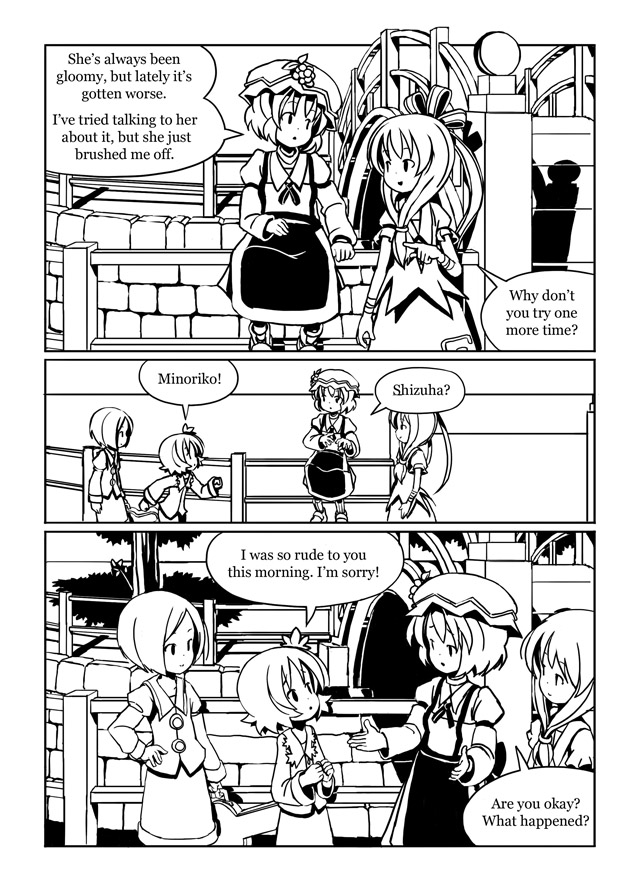 She's always been
gloomy, but lately it's
gotten worse.
I've tried talking to her
about it, but she just
brushed me off.
Why don't
you try one
more time?
Minoriko!
Shizuha?
I was so rude to you
this morning. I'm sorry!
Are you okay?
What happened?